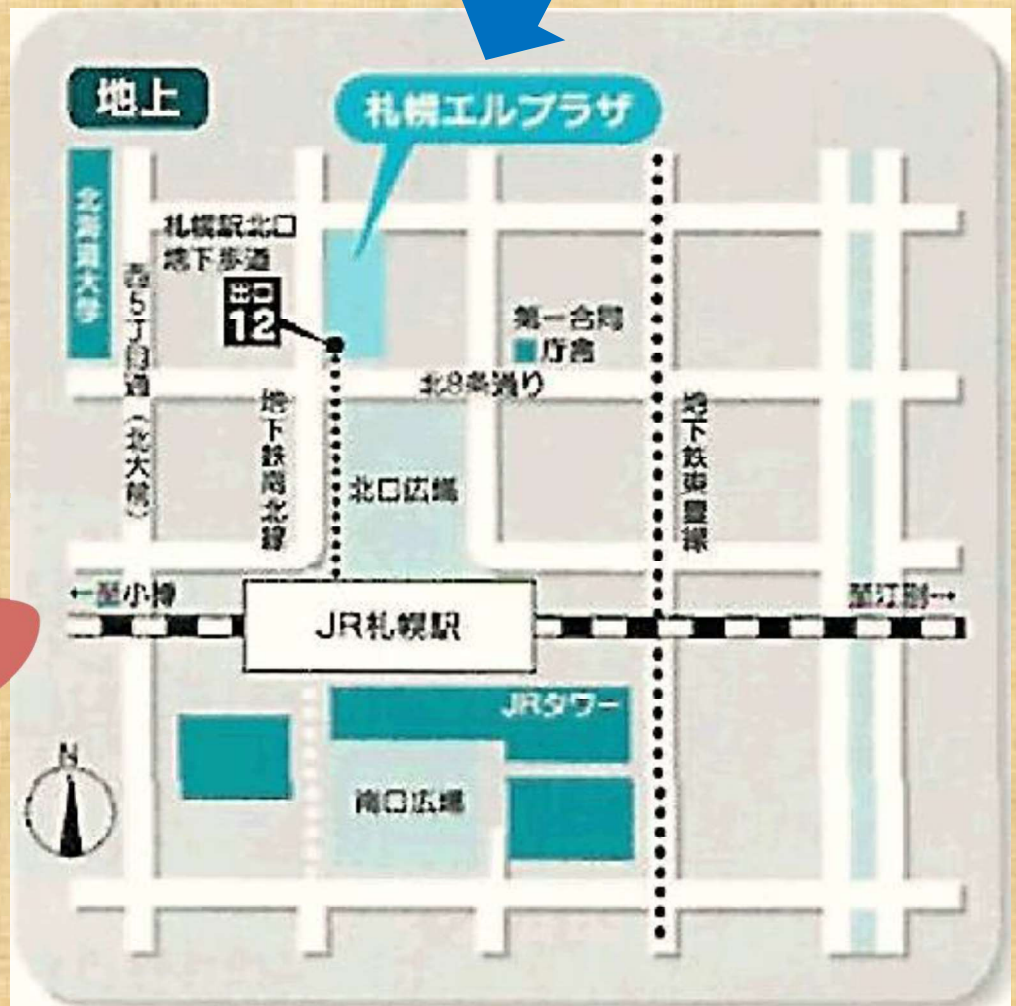 地上
札幌エルプラザ
北海道大学
札幌駅北口
地下歩道
出口
12
第一合同
庁舎
北8条通り
西5丁目通（北大前）
地下鉄南北線
地下鉄東豊線
北口広場
←至小樽
至江別→
JR札幌駅
JRタワー
N
南口広場